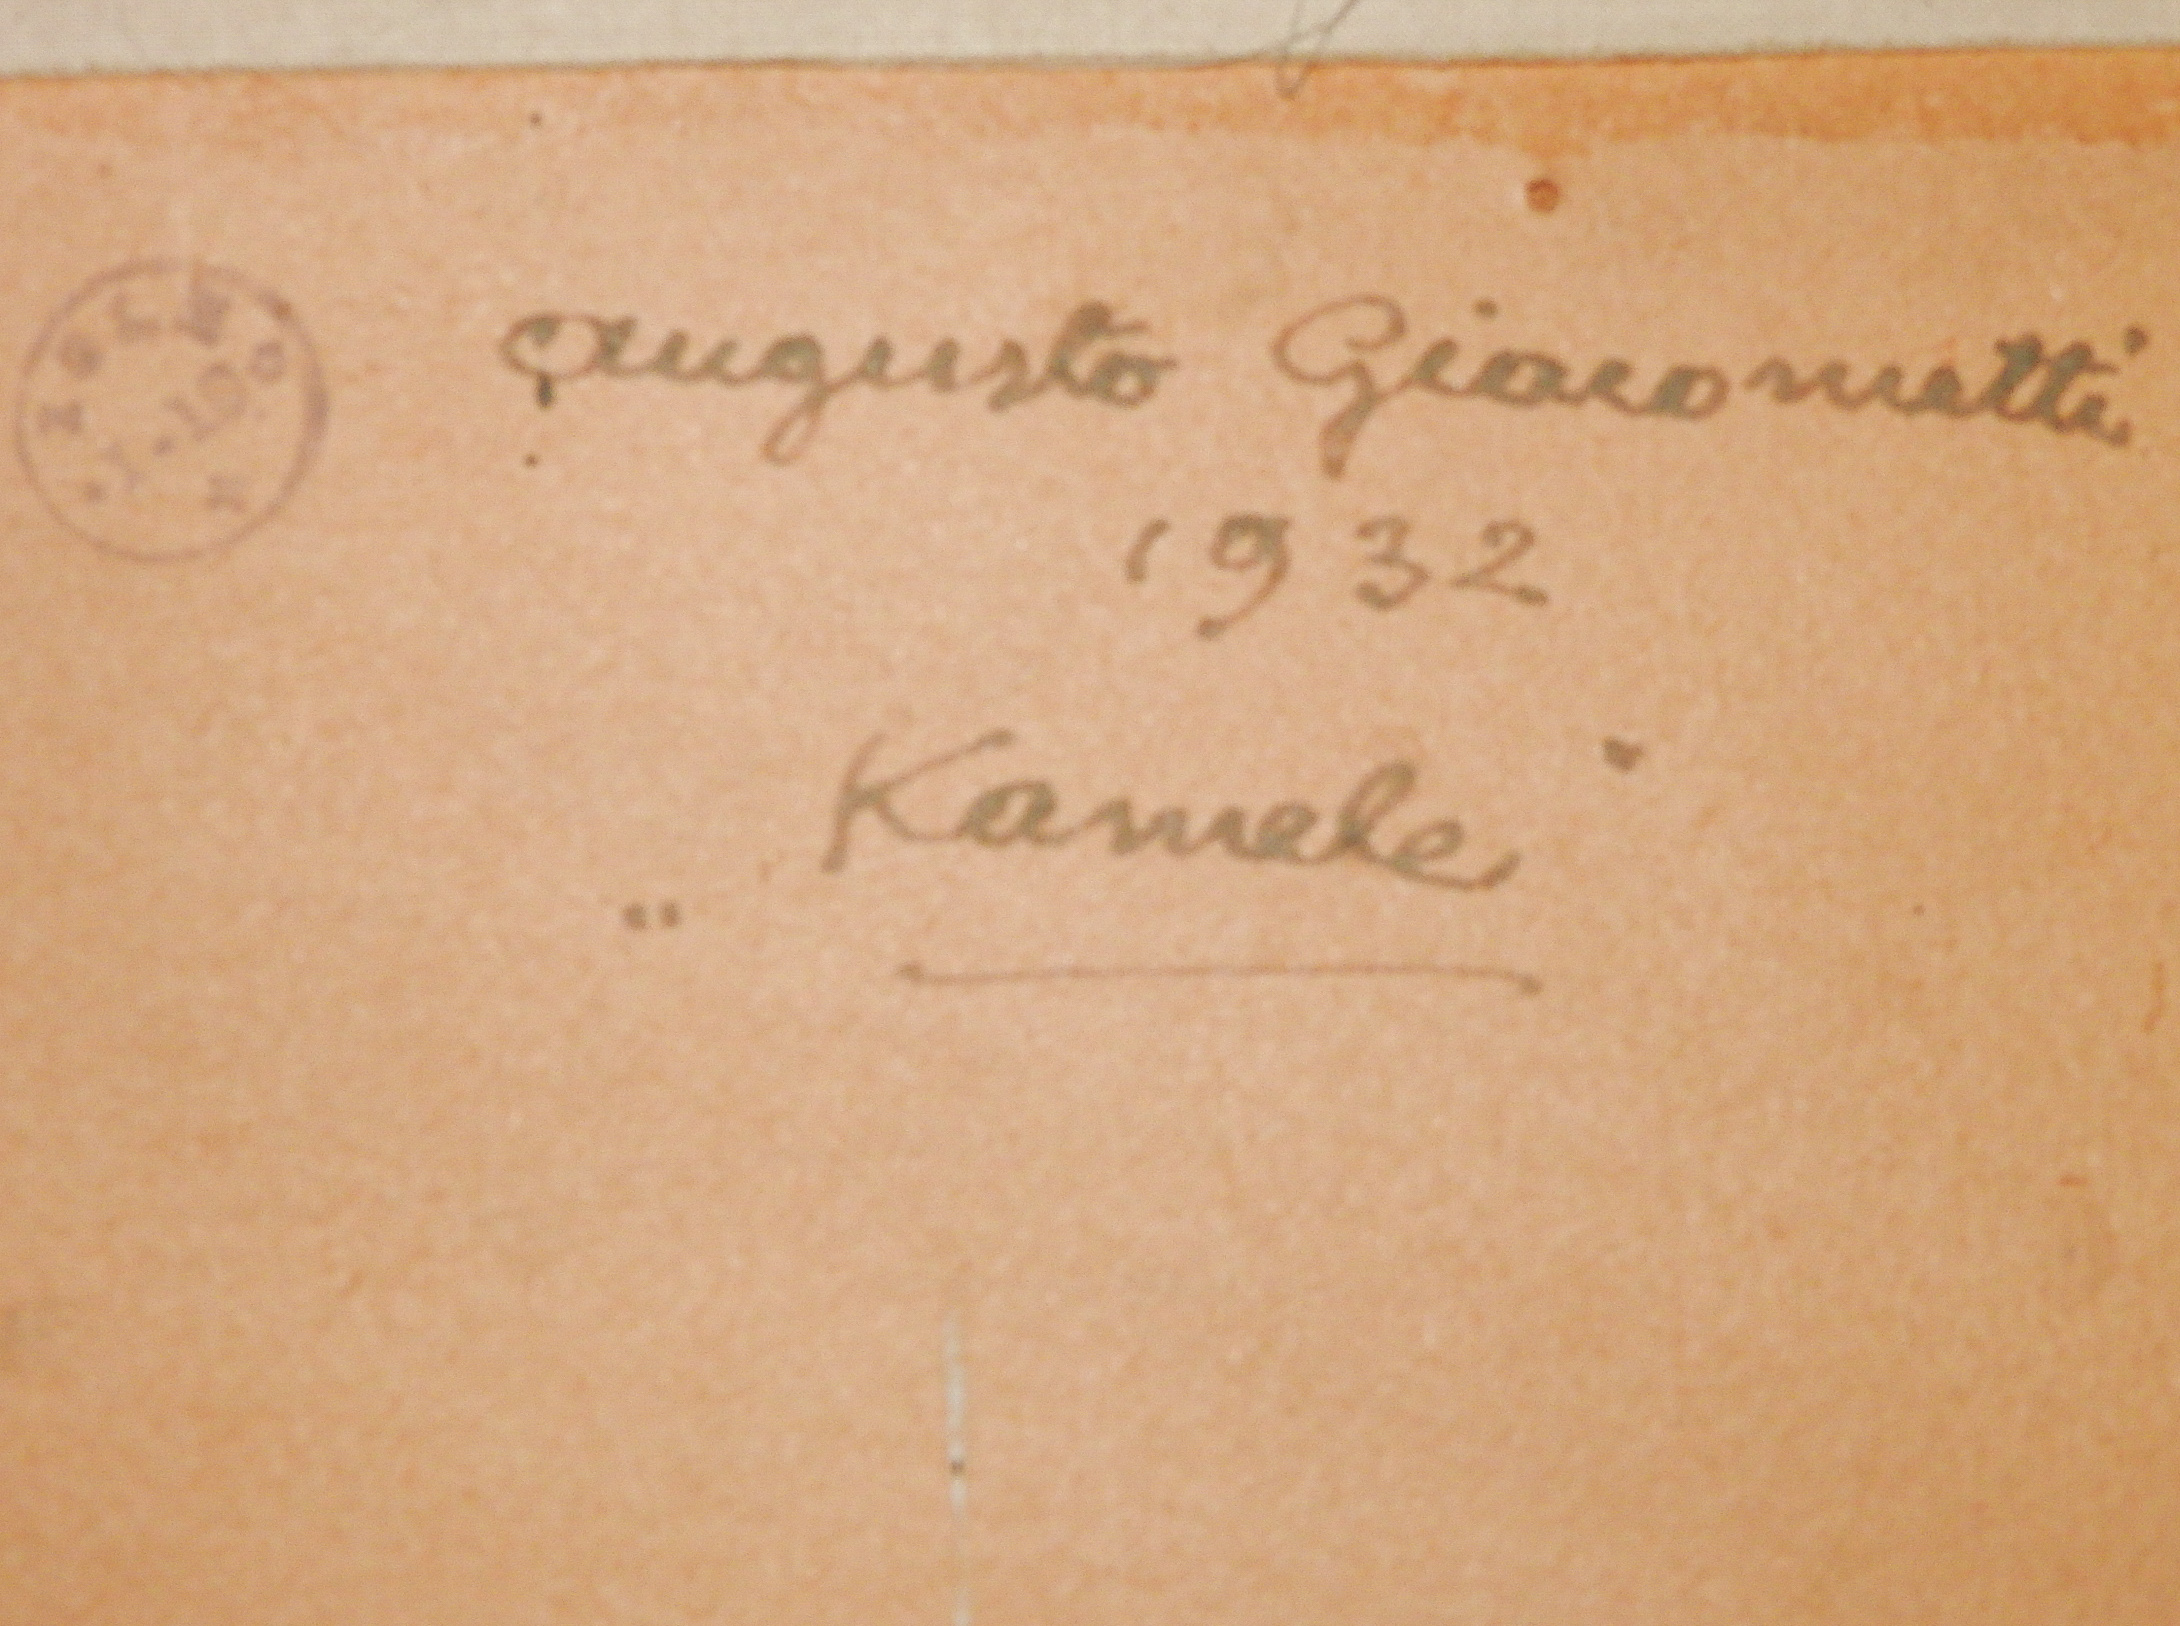 Augusto Giacometti
1932
„Kamele"